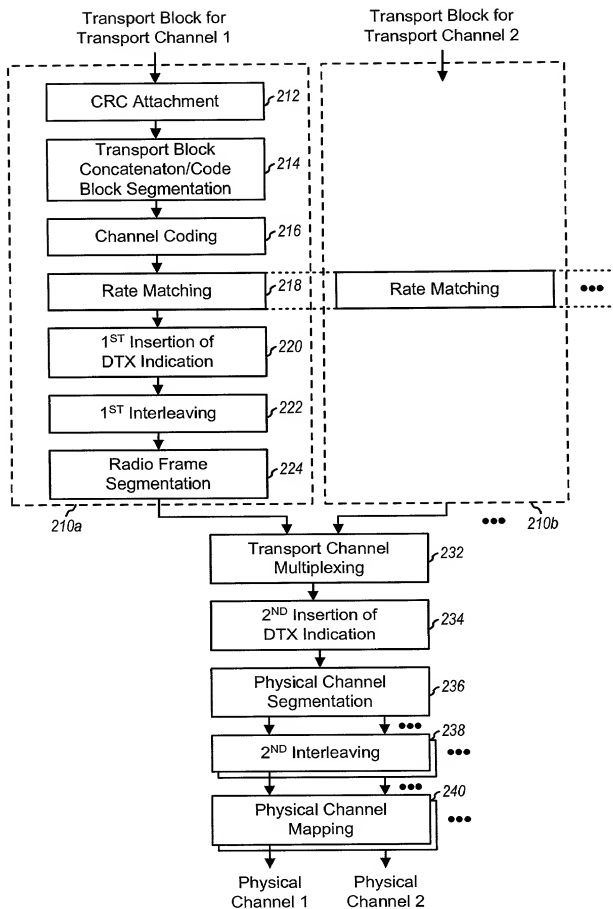 Transport Block for
Transport Channel 1
Transport Block for
Transport Channel 2
CRC Attachment
212
Transport Block
Concatenaton/Code
Block Segmentation
214
Channel Coding
216
Rate Matching
218
Rate Matching
1ST Insertion of
DTX Indication
220
1ST Interleaving
222
Radio Frame
Segmentation
224
210a
210b
Transport Channel
Multiplexing
232
2ND Insertion of
DTX Indication
234
Physical Channel
Segmentation
236
2ND Interleaving
238
Physical Channel
Mapping
240
Physical
Channel 1
Physical
Channel 2